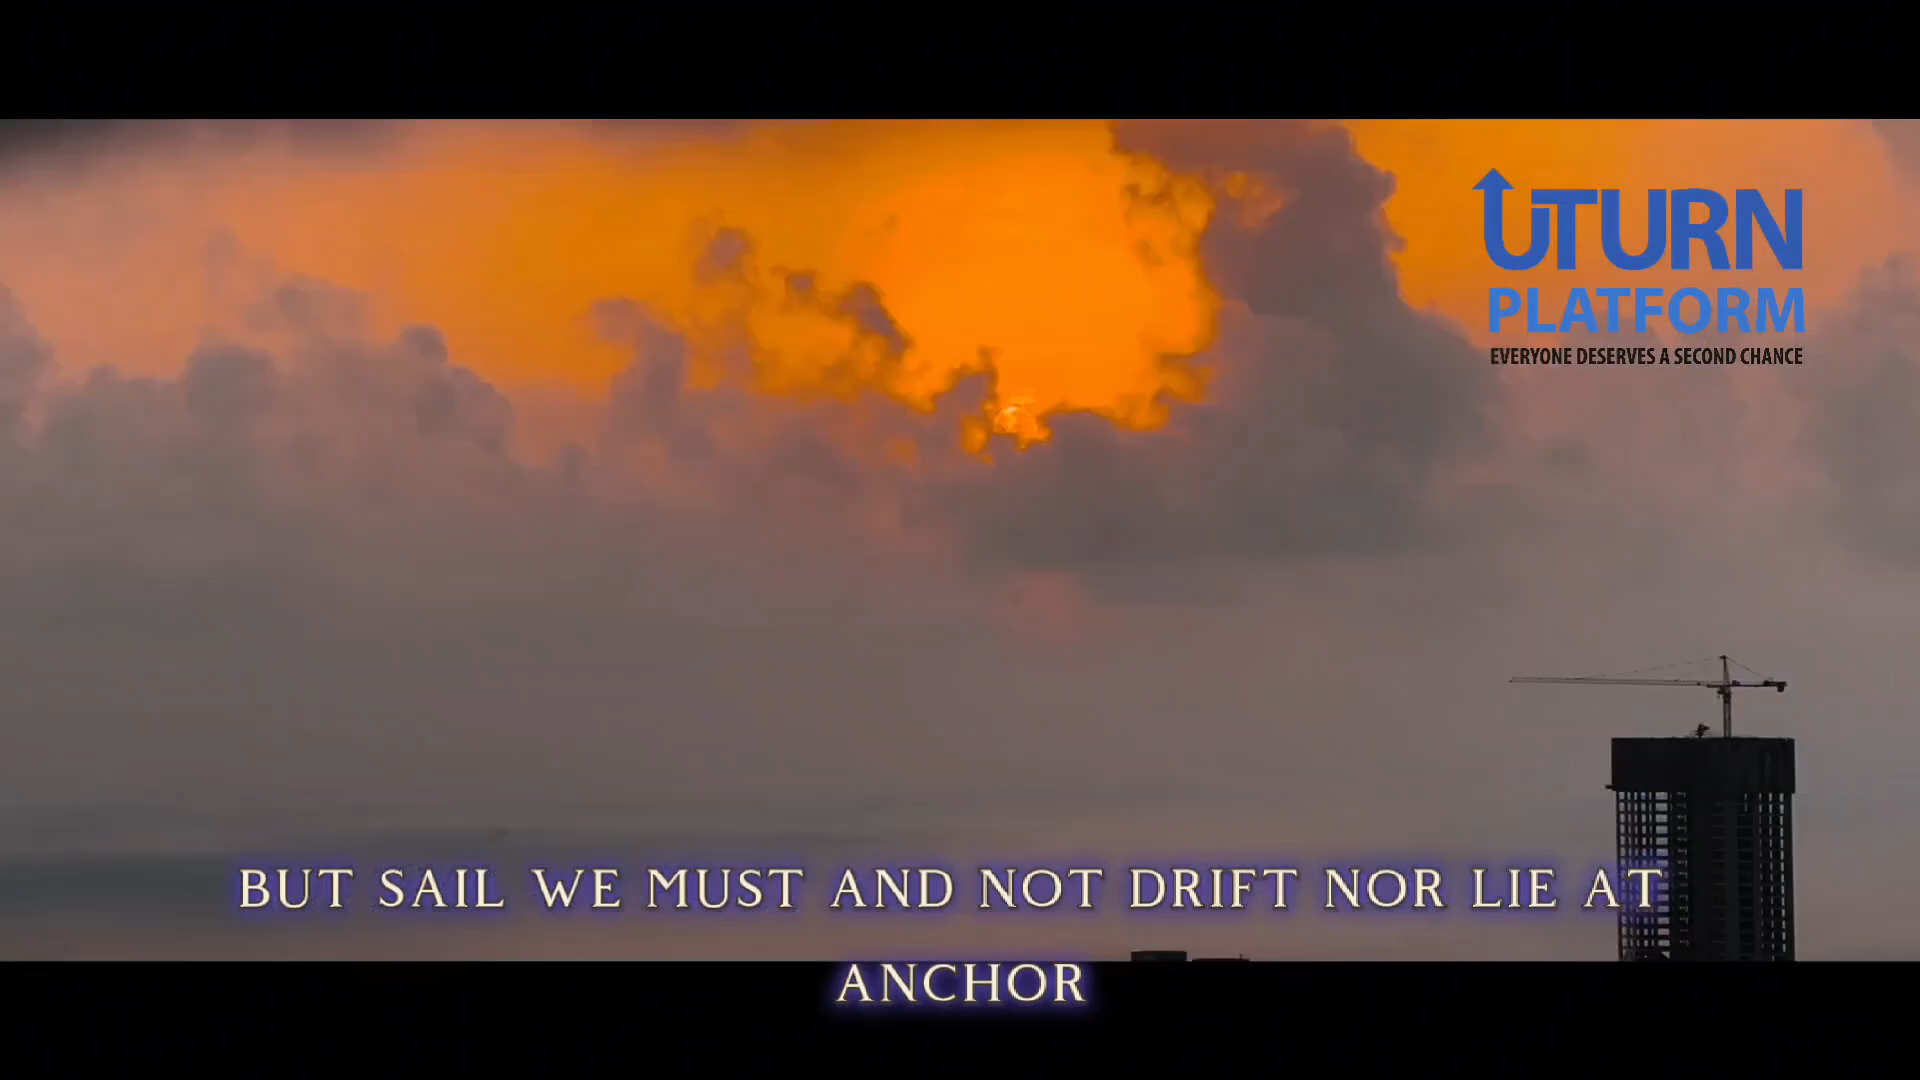 UTURN
PLATFORM
EVERYONE DESERVES A SECOND CHANCE
BUT SAIL WE MUST AND NOT DRIFT NOR LIE AT
ANCHOR